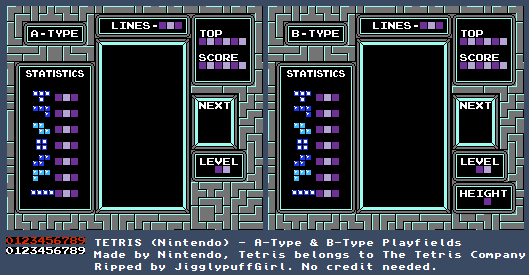 A-TYPE
LINES-
TOP
SCORE
STATISTICS
NEXT
LEVEL
B-TYPE
LINES-
TOP
SCORE
STATISTICS
NEXT
LEVEL
HEIGHT
0123456789
0123456789
TETRIS (Nintendo) - A-Type & B-Type Playfields
Made by Nintendo, Tetris belongs to The Tetris Company
Ripped by JigglypuffGirl. No credit needed.